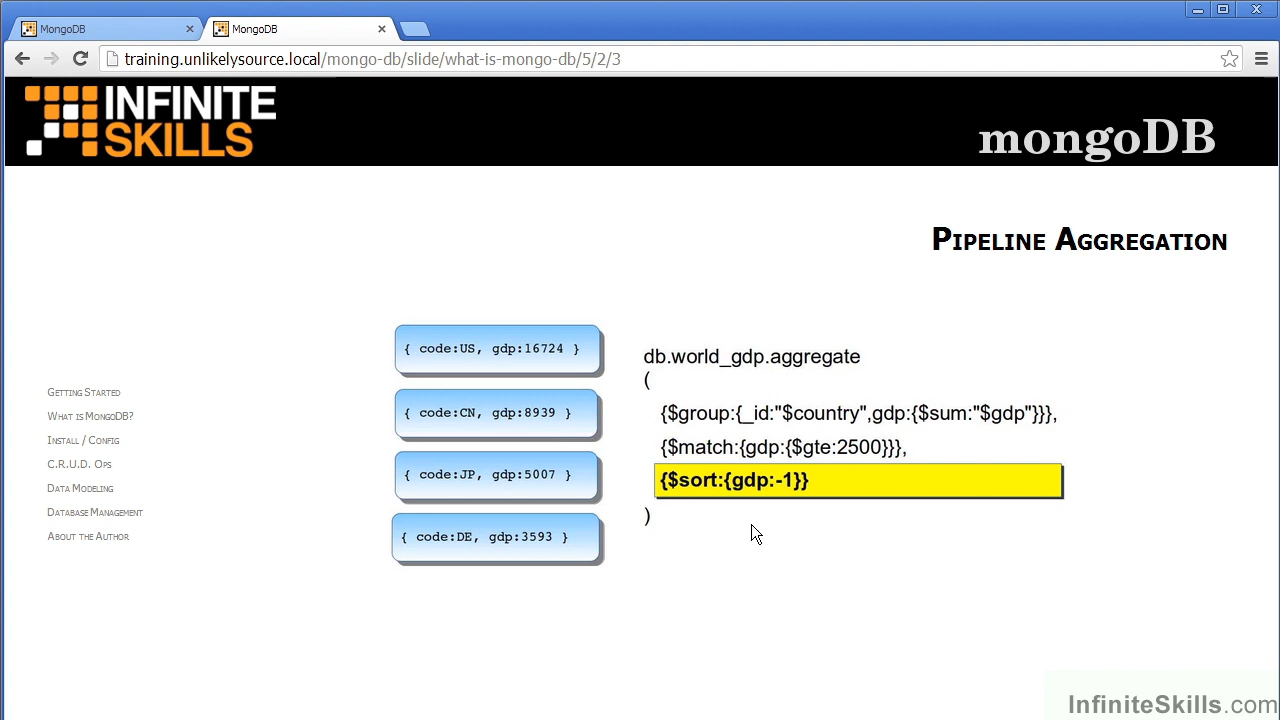 MongoDB
MongoDB
training.unlikelysource.local/mongo-db/slide/what-is-mongo-db/5/2/3
INFINITE
SKILLS
mongoDB
Pipeline Aggregation
{ code:US, gdp:16724 }
{ code:CN, gdp:8939 }
{ code:JP, gdp:5007 }
{ code:DE, gdp:3593 }
db.world_gdp.aggregate
(
{$group:{_id:"$country",gdp:{$sum:"$gdp"}}},
{$match:{gdp:{$gte:2500}}},
{$sort:{gdp:-1}}
)
Getting Started
What is MongoDB?
Install / Config
C.R.U.D. Ops
Data Modeling
Database Management
About the Author
InfiniteSkills.com